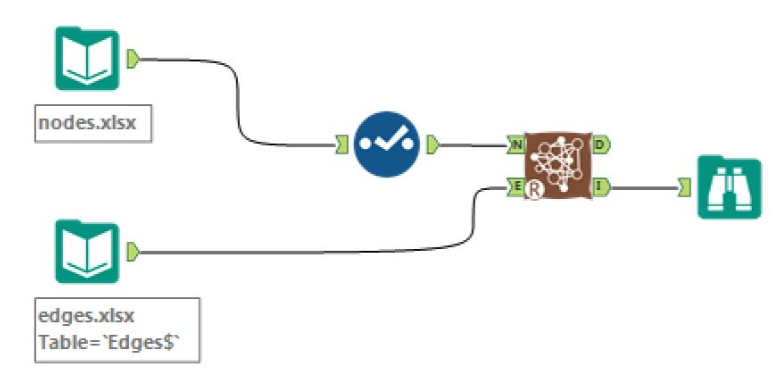 nodes.xlsx
N
D
E
R
I
edges.xlsx
Table=`Edges$`